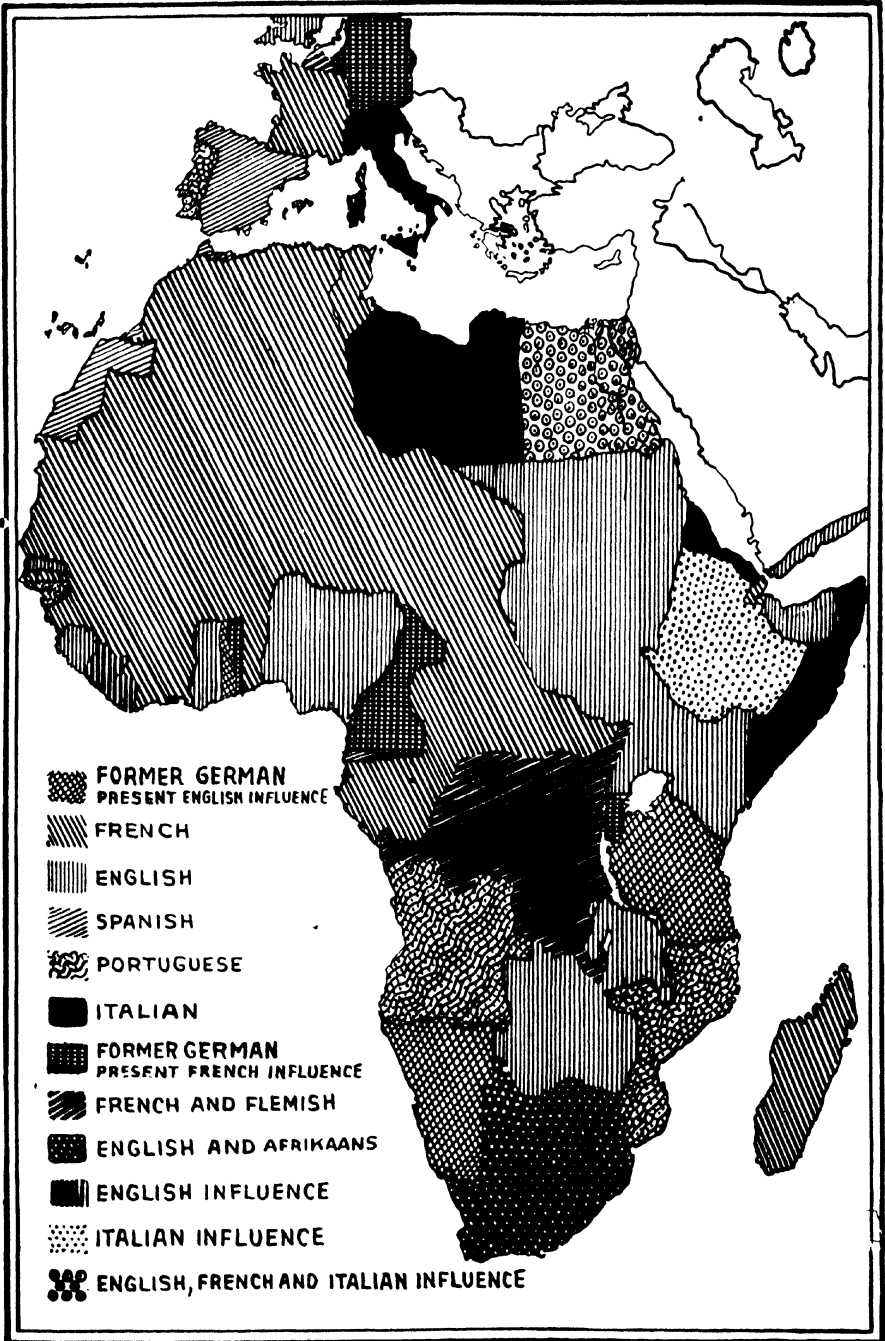 FORMER GERMAN
PRESENT ENGLISH INFLUENCE
FRENCH
ENGLISH
SPANISH
PORTUGUESE
ITALIAN
FORMER GERMAN
PRESENT FRENCH INFLUENCE
FRENCH AND FLEMISH
ENGLISH AND AFRIKAANS
ENGLISH INFLUENCE
ITALIAN INFLUENCE
ENGLISH, FRENCH AND ITALIAN INFLUENCE